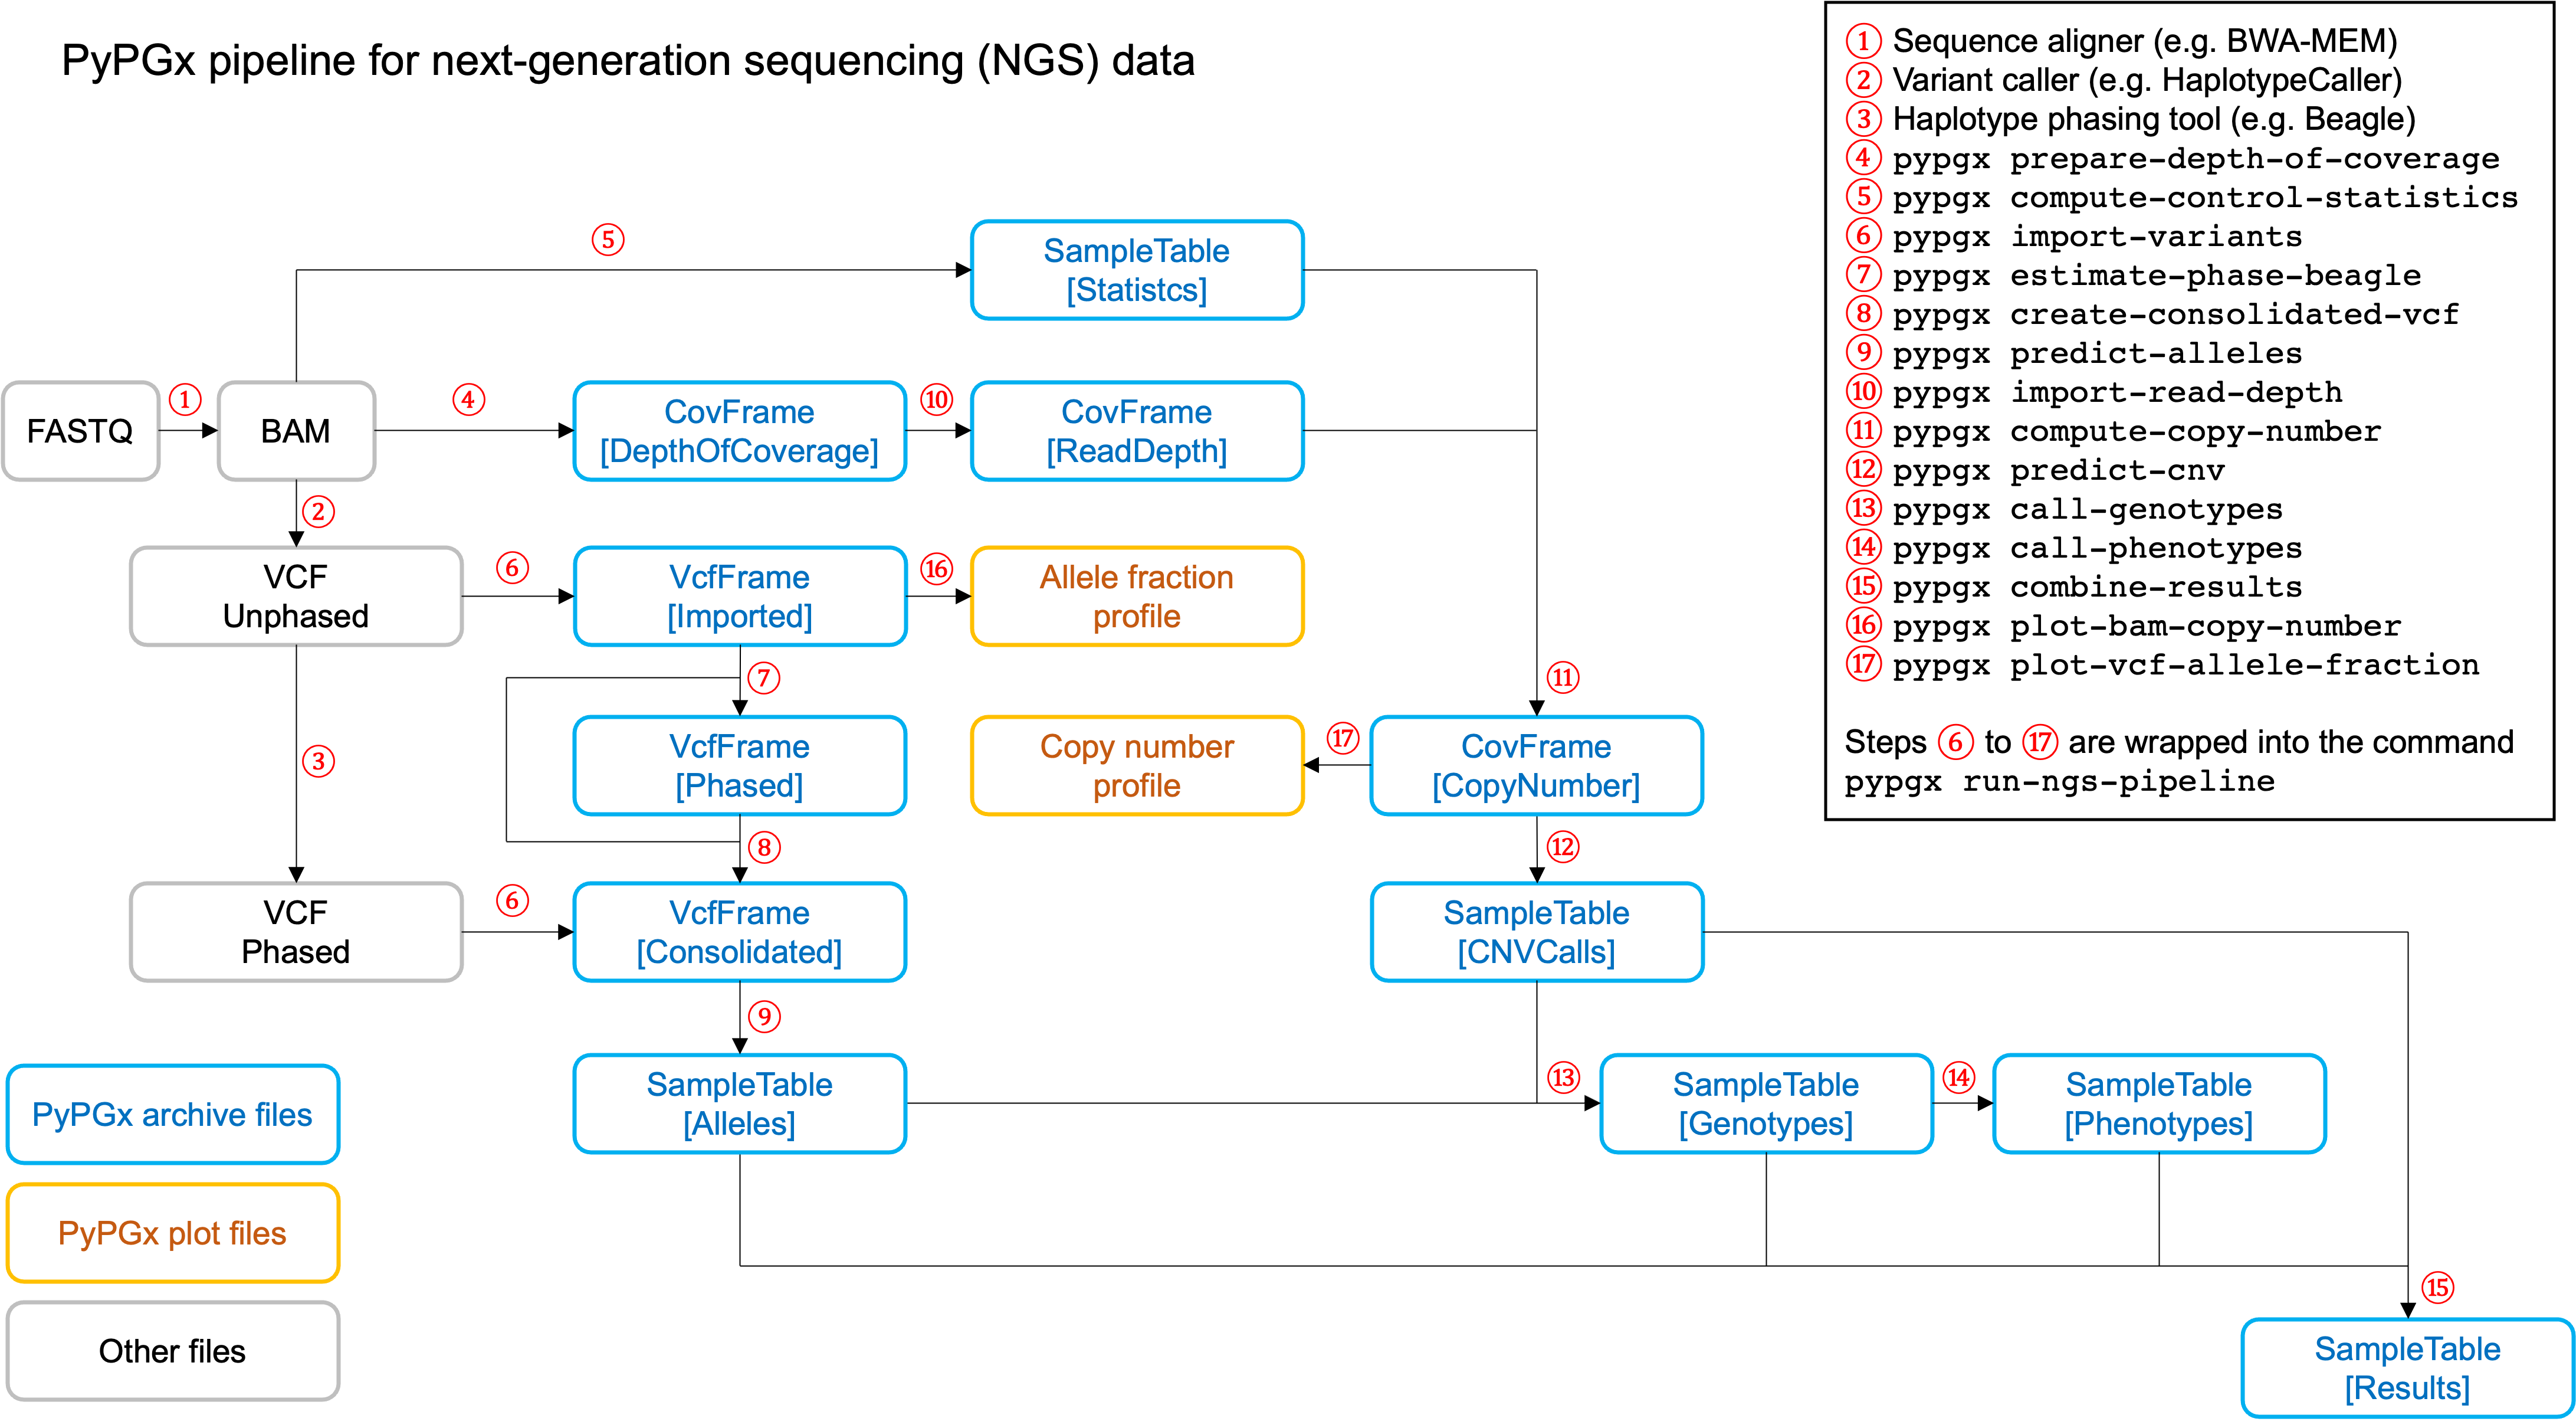 PyPGx pipeline for next-generation sequencing (NGS) data
① Sequence aligner (e.g. BWA-MEM)
② Variant caller (e.g. HaplotypeCaller)
③ Haplotype phasing tool (e.g. Beagle)
④ pypgx prepare-depth-of-coverage
⑤ pypgx compute-control-statistics
⑥ pypgx import-variants
⑦ pypgx estimate-phase-beagle
⑧ pypgx create-consolidated-vcf
⑨ pypgx predict-alleles
⑩ pypgx import-read-depth
⑪ pypgx compute-copy-number
⑫ pypgx predict-cnv
⑬ pypgx call-genotypes
⑭ pypgx call-phenotypes
⑮ pypgx combine-results
⑯ pypgx plot-bam-copy-number
⑰ pypgx plot-vcf-allele-fraction
Steps ⑥ to ⑰ are wrapped into the command
pypgx run-ngs-pipeline
⑤
SampleTable
[Statistcs]
FASTQ
①
BAM
④
CovFrame
[DepthOfCoverage]
⑩
CovFrame
[ReadDepth]
②
VCF
Unphased
⑥
VcfFrame
[Imported]
⑯
Allele fraction
profile
⑦
⑪
③
VcfFrame
[Phased]
Copy number
profile
⑰
CovFrame
[CopyNumber]
⑧
⑫
VCF
Phased
⑥
VcfFrame
[Consolidated]
SampleTable
[CNVCalls]
⑨
SampleTable
[Alleles]
⑬
SampleTable
[Genotypes]
⑭
SampleTable
[Phenotypes]
⑮
SampleTable
[Results]
PyPGx archive files
PyPGx plot files
Other files